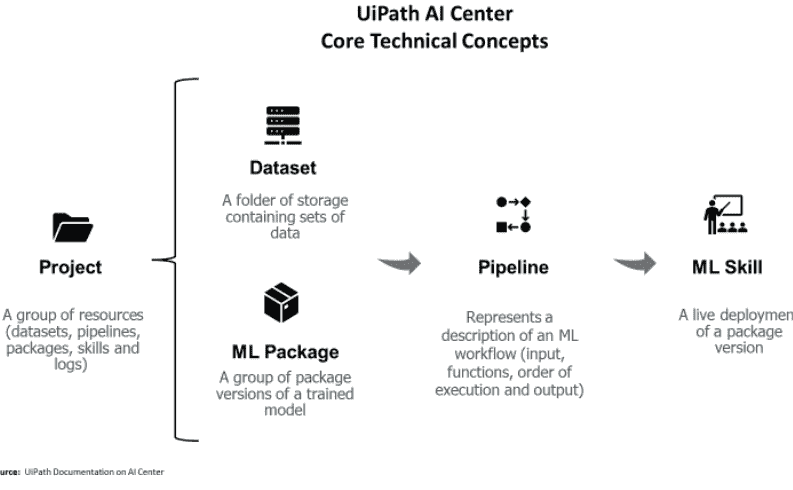 UiPath AI Center
Core Technical Concepts
Project
A group of resources
(datasets, pipelines,
packages, skills and
logs)
Dataset
A folder of storage
containing sets of
data
ML Package
A group of package
versions of a trained
model
Pipeline
Represents a
description of an ML
workflow (input,
functions, order of
execution and output)
ML Skill
A live deploymen
of a package
version
urce: UiPath Documentation on AI Center